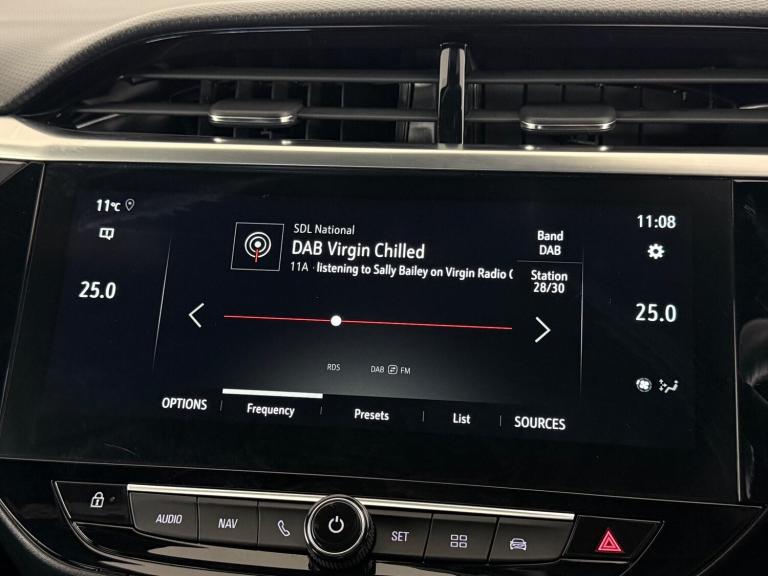 11°C
11:08
SDL National
DAB Virgin Chilled
11A · listening to Sally Bailey on Virgin Radio C
Band
DAB
Station
28/30
25.0
25.0
RDS
DAB FM
OPTIONS
Frequency
Presets
List
SOURCES
AUDIO
NAV
SET